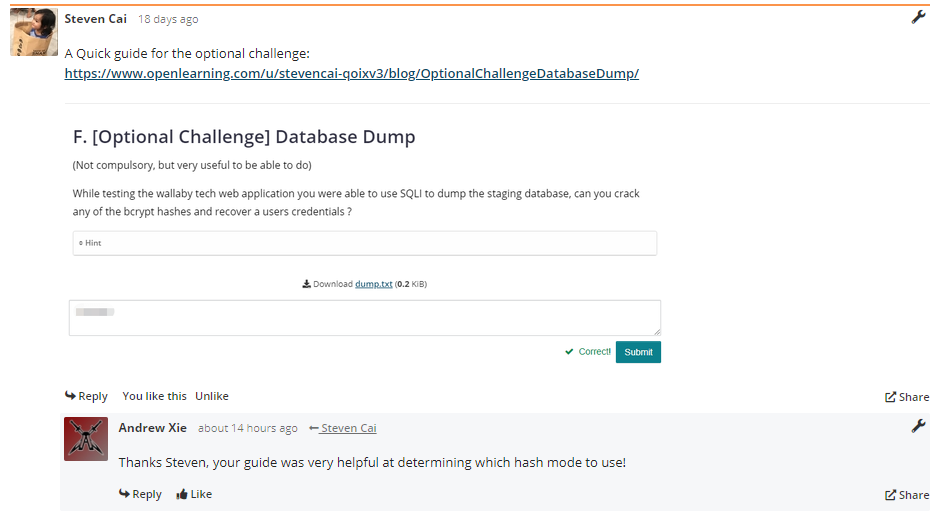 Steven Cai 18 days ago
A Quick guide for the optional challenge:
https://www.openlearning.com/u/stevencai-qoixv3/blog/OptionalChallengeDatabaseDump/
F. [Optional Challenge] Database Dump
(Not compulsory, but very useful to be able to do)
While testing the wallaby tech web application you were able to use SQLI to dump the staging database, can you crack
any of the bcrypt hashes and recover a users credentials ?
Hint
Download dump.txt (0.2 KiB)
Correct! Submit
Reply You like this Unlike Share
Andrew Xie about 14 hours ago Steven Cai
Thanks Steven, your guide was very helpful at determining which hash mode to use!
Reply Like Share